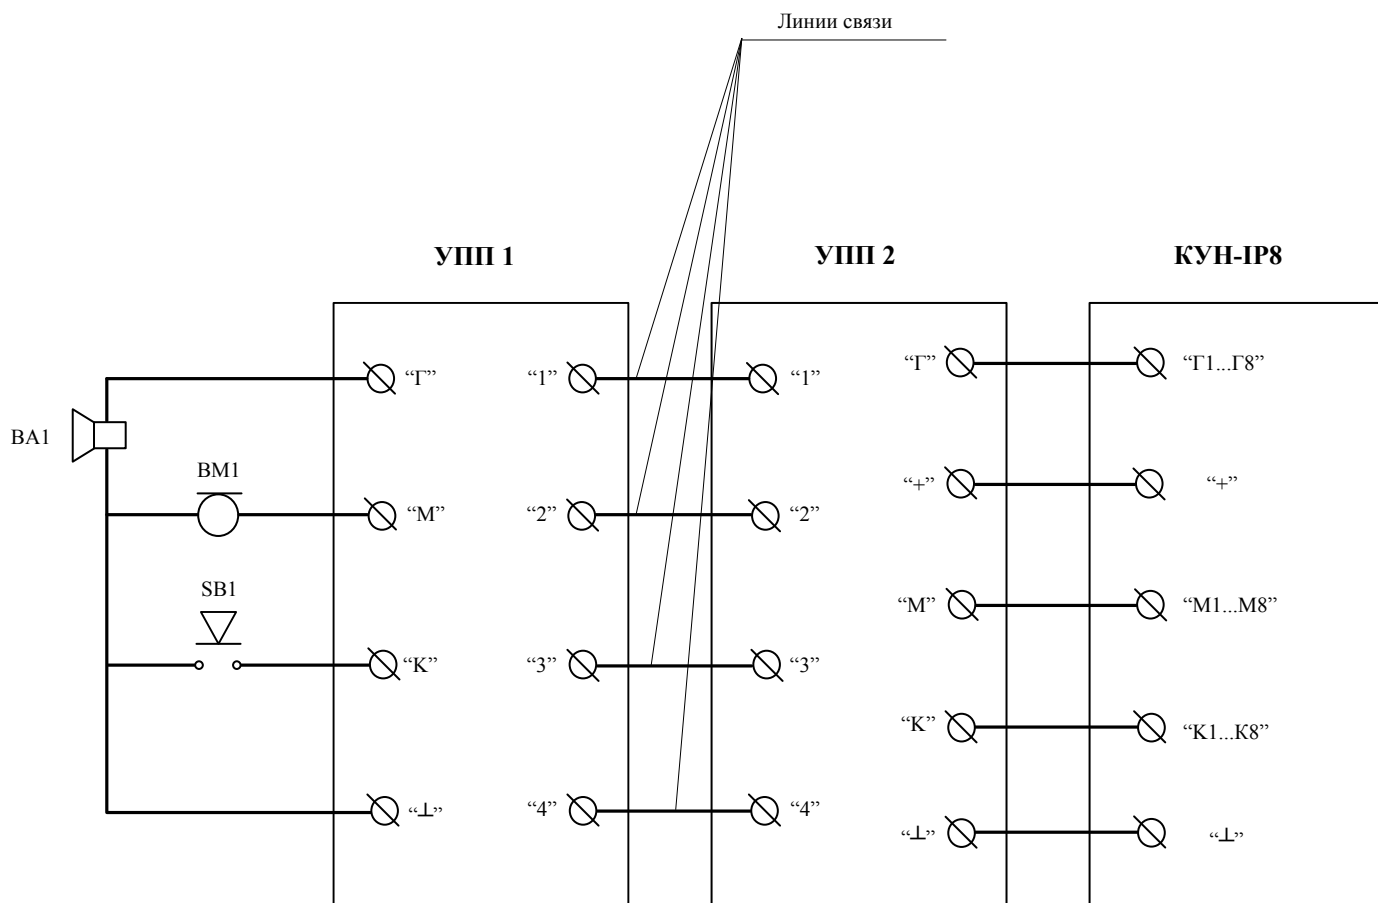 Линии связи
УПП 1
УПП 2
КУН-IP8
“Г”
“1”
“1”
“Г”
“Г1...Г8”
BA1
BM1
“+”
“+”
“М”
“2”
“2”
SB1
“М”
“М1...М8”
“К”
“3”
“3”
“К”
“К1...К8”
“⊥”
“4”
“4”
“⊥”
“⊥”